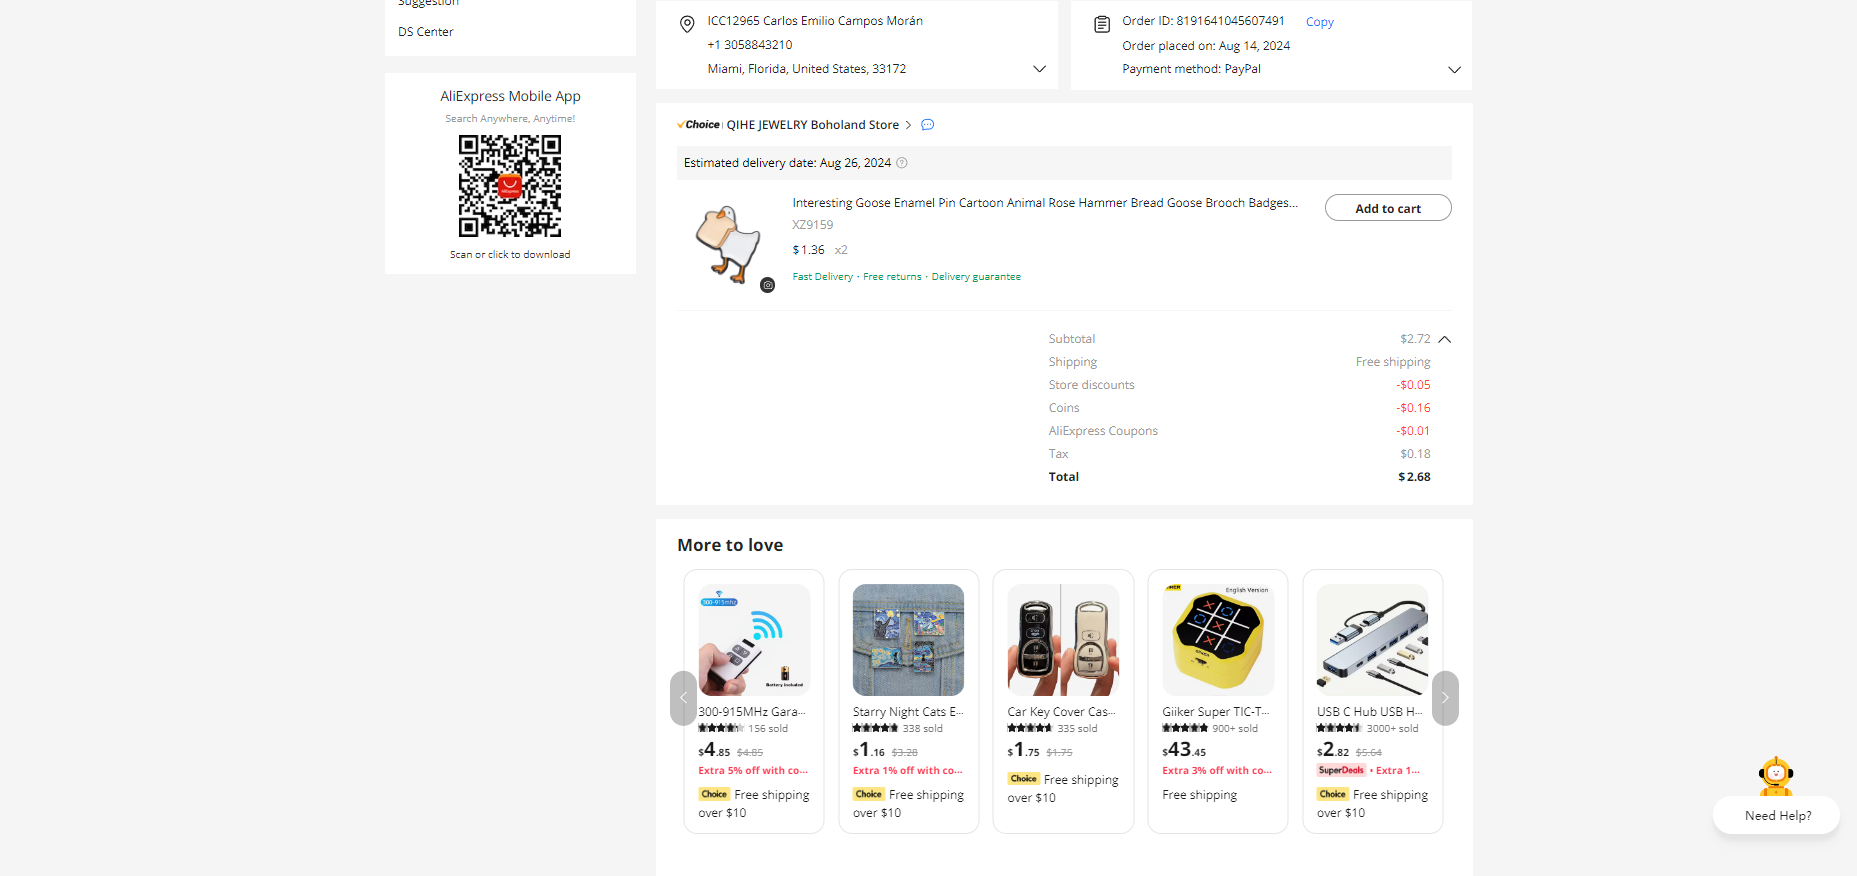 Suggestion
DS Center
AliExpress Mobile App
Search Anywhere, Anytime!
AliExpress
Scan or click to download
ICC12965 Carlos Emilio Campos Morán
+1 3058843210
Miami, Florida, United States, 33172
Order ID: 8191641045607491 Copy
Order placed on: Aug 14, 2024
Payment method: PayPal
Choice QIHE JEWELRY Boholand Store
Estimated delivery date: Aug 26, 2024
Interesting Goose Enamel Pin Cartoon Animal Rose Hammer Bread Goose Brooch Badges...
XZ9159
$1.36 x2
Fast Delivery · Free returns · Delivery guarantee
Add to cart
Subtotal $2.72
Shipping Free shipping
Store discounts -$0.05
Coins -$0.16
AliExpress Coupons -$0.01
Tax $0.18
Total $2.68
More to love
300-915mhz
Battery Included
300-915MHz Gara...
156 sold
$4.85 $4.85
Extra 5% off with co...
Choice Free shipping
over $10
Starry Night Cats E...
338 sold
$1.16 $3.28
Extra 1% off with co...
Choice Free shipping
over $10
Car Key Cover Cas...
335 sold
$1.75 $1.75
Choice Free shipping
over $10
English Version
Giiker Super TIC-T...
900+ sold
$43.45
Extra 3% off with co...
Free shipping
USB C Hub USB H...
3000+ sold
$2.82 $5.64
SuperDeals · Extra 1...
Choice Free shipping
over $10
Need Help?